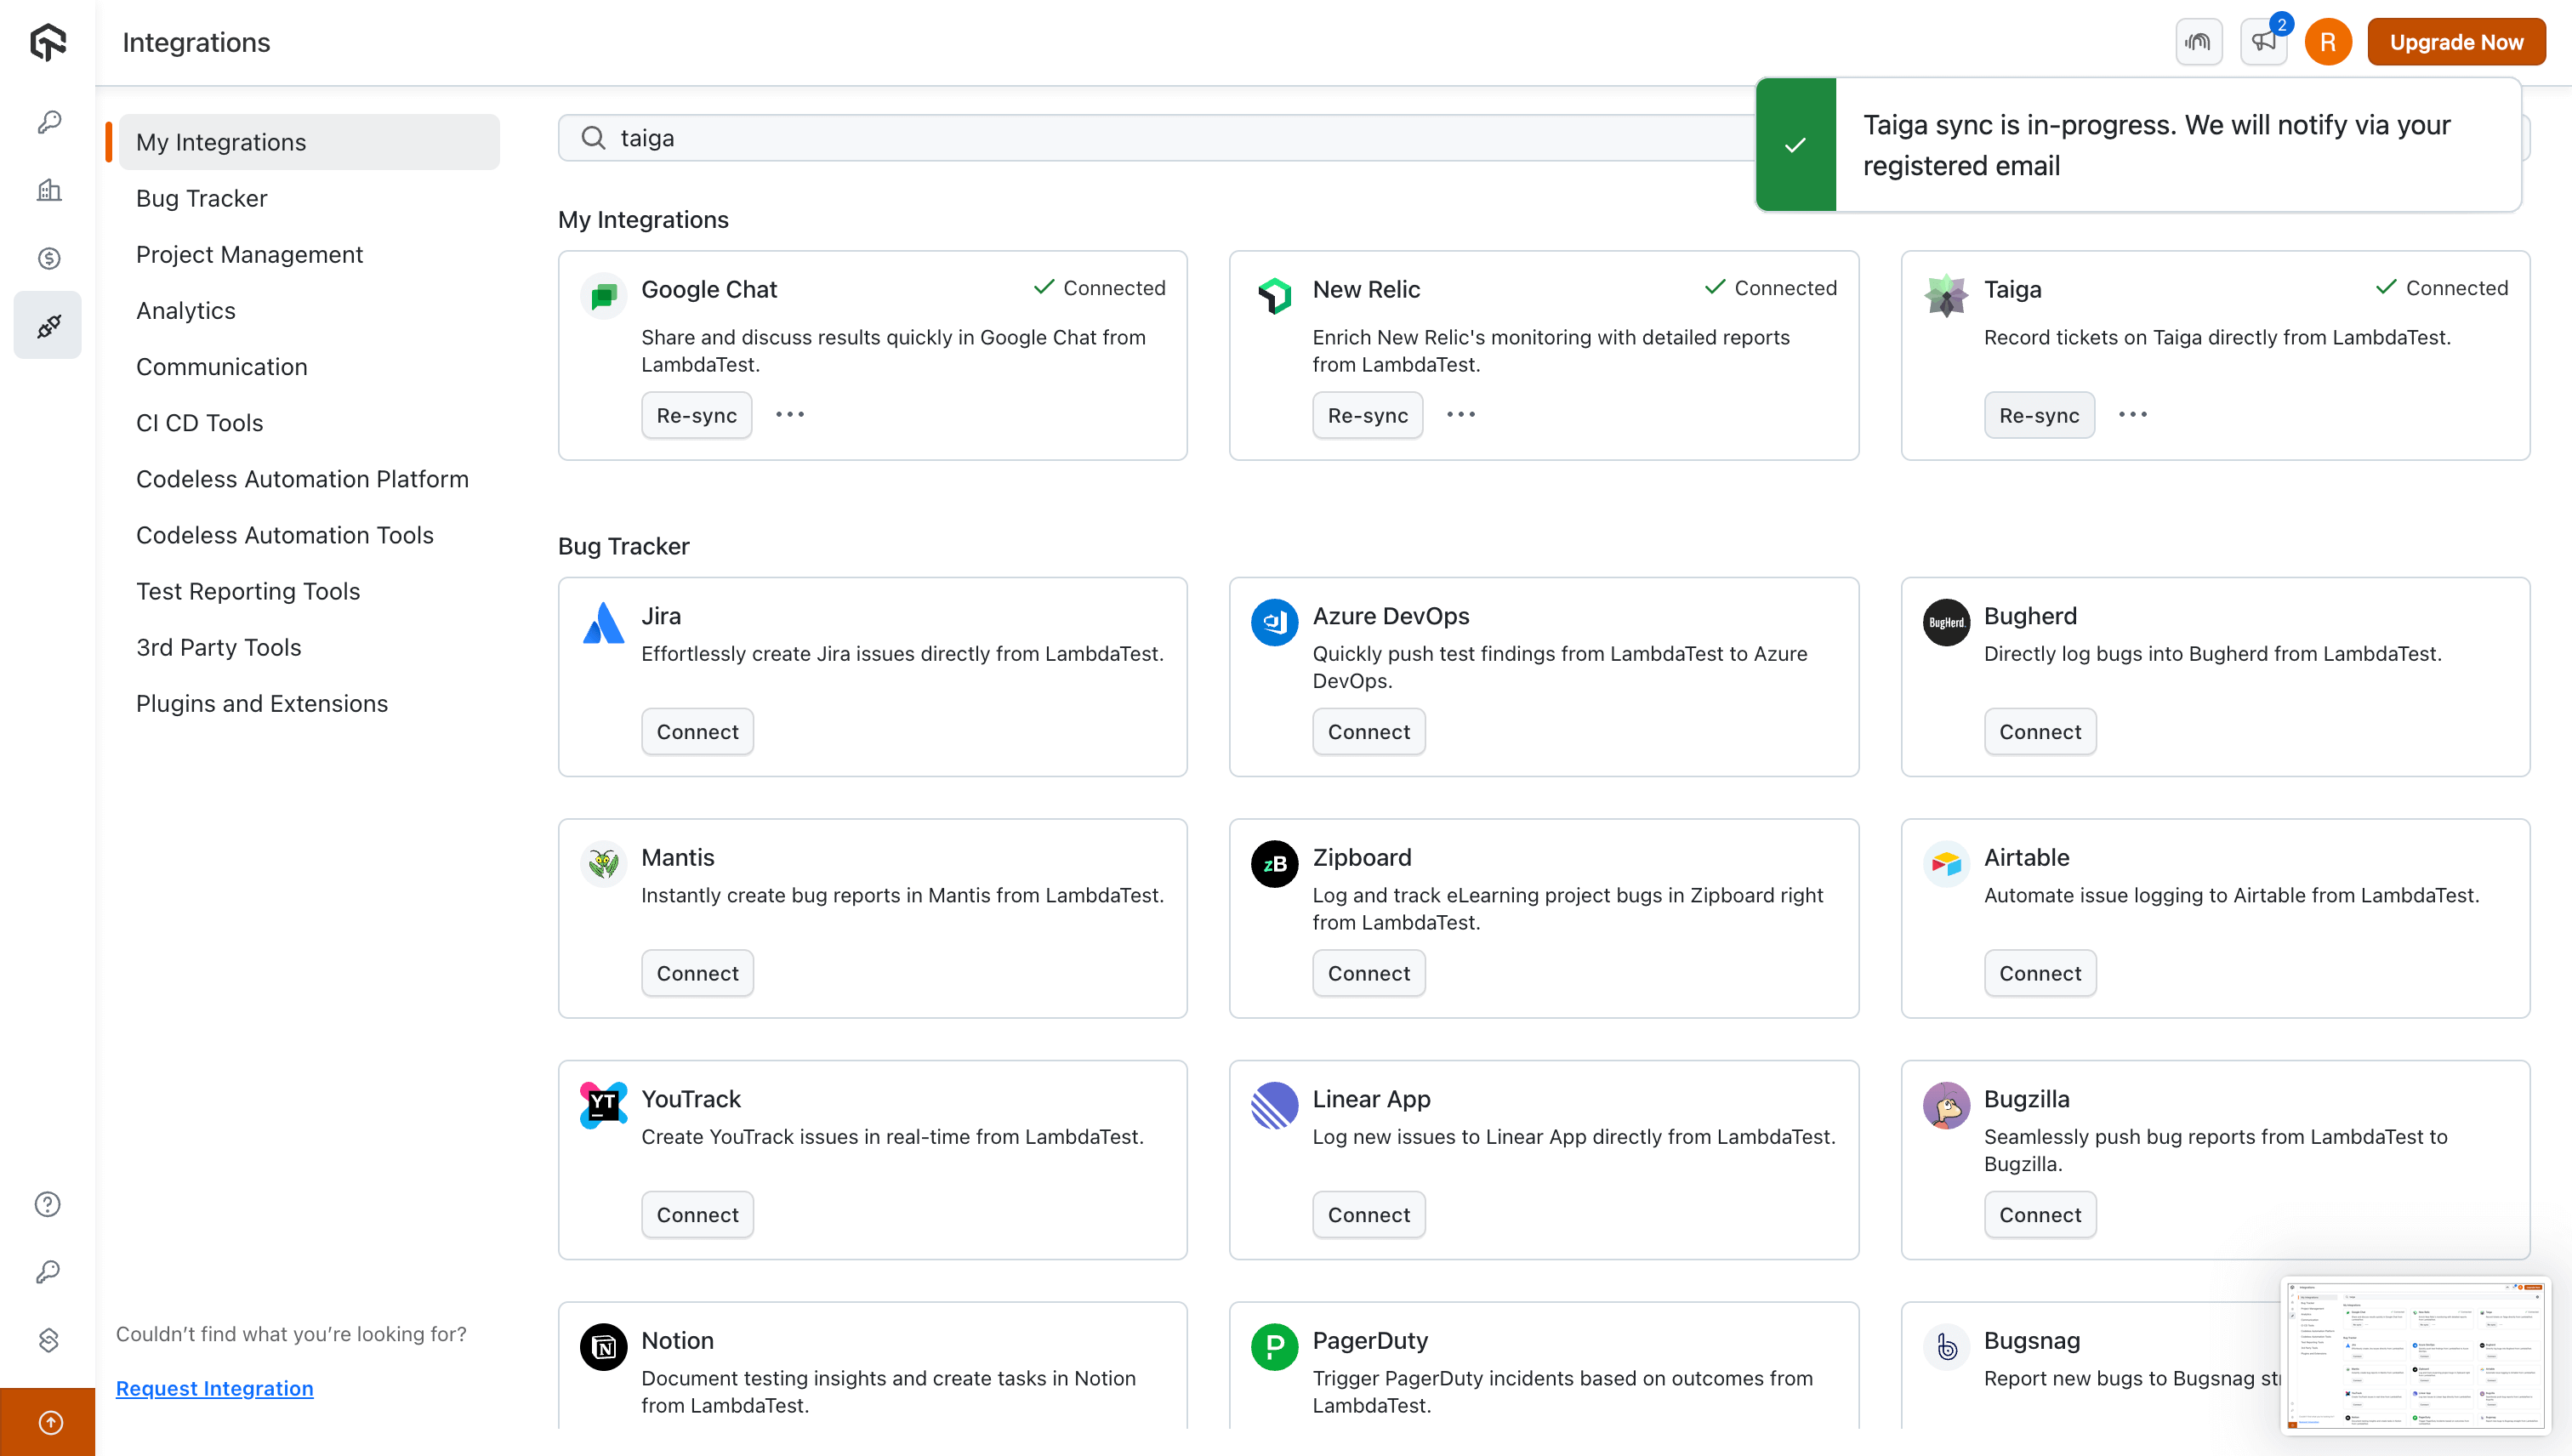 Integrations
2
R
Upgrade Now
Taiga sync is in-progress. We will notify via your
registered email
My Integrations
Bug Tracker
Project Management
Analytics
Communication
CI CD Tools
Codeless Automation Platform
Codeless Automation Tools
Test Reporting Tools
3rd Party Tools
Plugins and Extensions
Couldn't find what you're looking for?
Request Integration
taiga
My Integrations
Google Chat
Connected
Share and discuss results quickly in Google Chat from
LambdaTest.
Re-sync
New Relic
Connected
Enrich New Relic's monitoring with detailed reports
from LambdaTest.
Re-sync
Taiga
Connected
Record tickets on Taiga directly from LambdaTest.
Re-sync
Bug Tracker
Jira
Effortlessly create Jira issues directly from LambdaTest.
Connect
Azure DevOps
Quickly push test findings from LambdaTest to Azure
DevOps.
Connect
BugHerd.
Bugherd
Directly log bugs into Bugherd from LambdaTest.
Connect
Mantis
Instantly create bug reports in Mantis from LambdaTest.
Connect
zB
Zipboard
Log and track eLearning project bugs in Zipboard right
from LambdaTest.
Connect
Airtable
Automate issue logging to Airtable from LambdaTest.
Connect
YT
YouTrack
Create YouTrack issues in real-time from LambdaTest.
Connect
Linear App
Log new issues to Linear App directly from LambdaTest.
Connect
Bugzilla
Seamlessly push bug reports from LambdaTest to
Bugzilla.
Connect
N
Notion
Document testing insights and create tasks in Notion
from LambdaTest.
P
PagerDuty
Trigger PagerDuty incidents based on outcomes from
LambdaTest.
b
Bugsnag
Report new bugs to Bugsnag